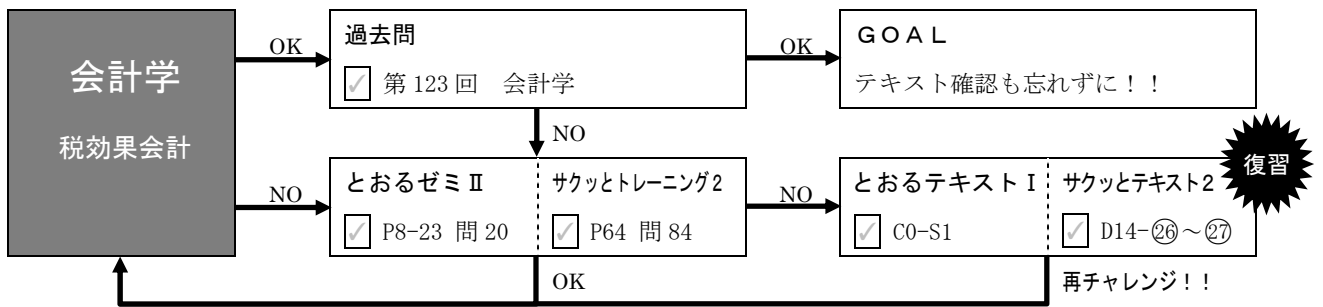 会計学
税効果会計
OK
過去問
✓ 第123回　会計学
OK
ＧＯＡＬ
テキスト確認も忘れずに！！
NO
NO
とおるゼミⅡ
✓ P8-23 問20
サクッとトレーニング2
✓ P64 問84
NO
とおるテキストⅠ
✓ C0-S1
サクッとテキスト2
✓ D14-㉖～㉗
復習
OK
再チャレンジ！！